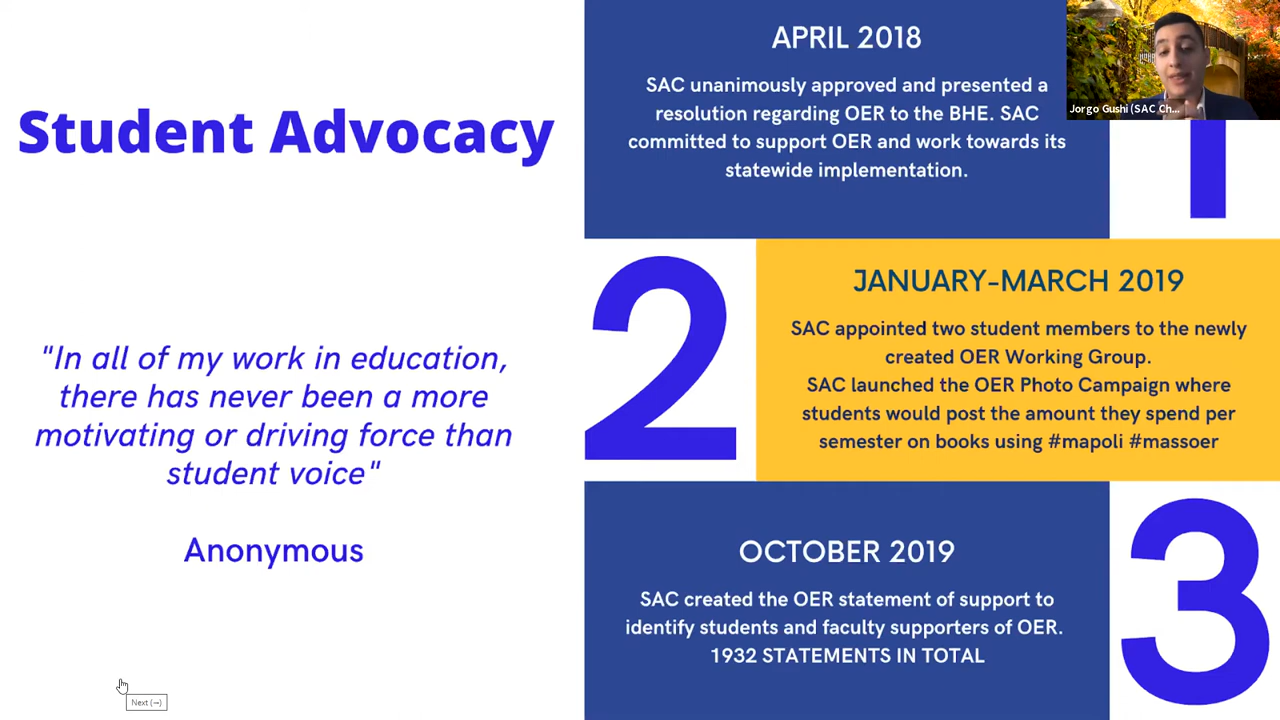 Student Advocacy
"In all of my work in education,
there has never been a more
motivating or driving force than
student voice"
Anonymous
APRIL 2018
SAC unanimously approved and presented a
resolution regarding OER to the BHE. SAC
committed to support OER and work towards its
statewide implementation.
1
Jorgo Gushi (SAC Ch...
2
JANUARY-MARCH 2019
SAC appointed two student members to the newly
created OER Working Group.
SAC launched the OER Photo Campaign where
students would post the amount they spend per
semester on books using #mapoli #massoer
OCTOBER 2019
SAC created the OER statement of support to
identify students and faculty supporters of OER.
1932 STATEMENTS IN TOTAL
3
Next (→)